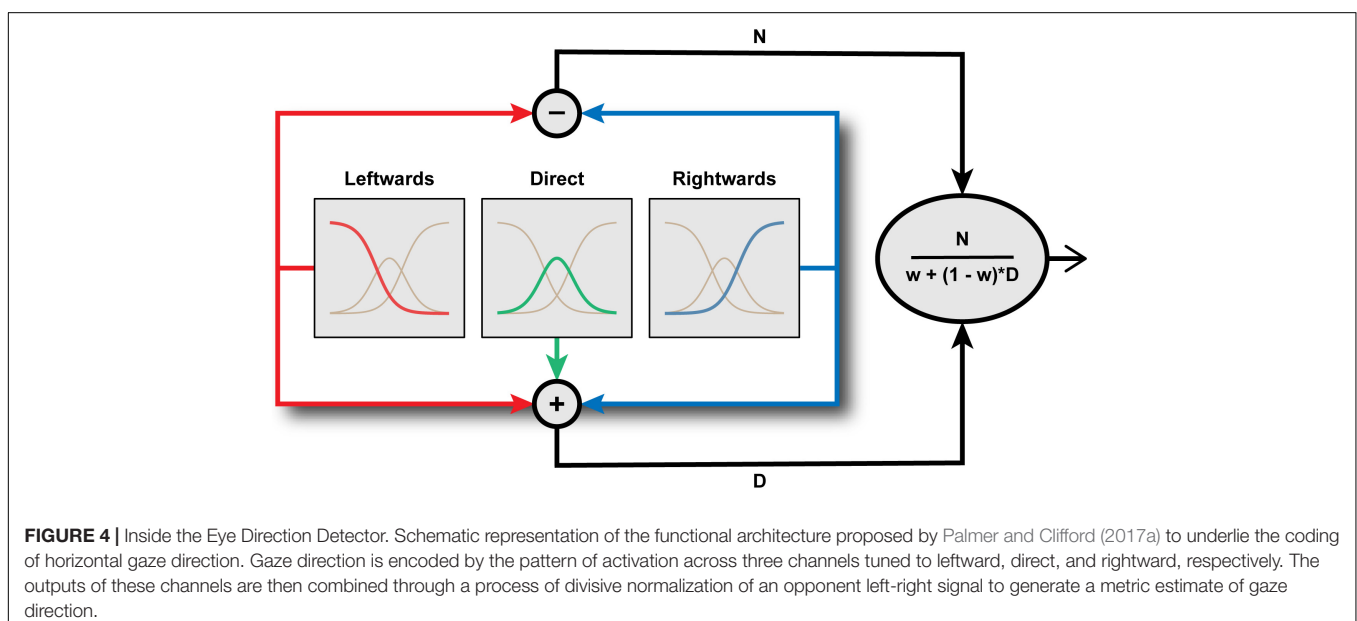 N
−
Leftwards Direct Rightwards
N
w + (1 - w)*D
+
D
FIGURE 4 | Inside the Eye Direction Detector. Schematic representation of the functional architecture proposed by Palmer and Clifford (2017a) to underlie the coding
of horizontal gaze direction. Gaze direction is encoded by the pattern of activation across three channels tuned to leftward, direct, and rightward, respectively. The
outputs of these channels are then combined through a process of divisive normalization of an opponent left-right signal to generate a metric estimate of gaze
direction.